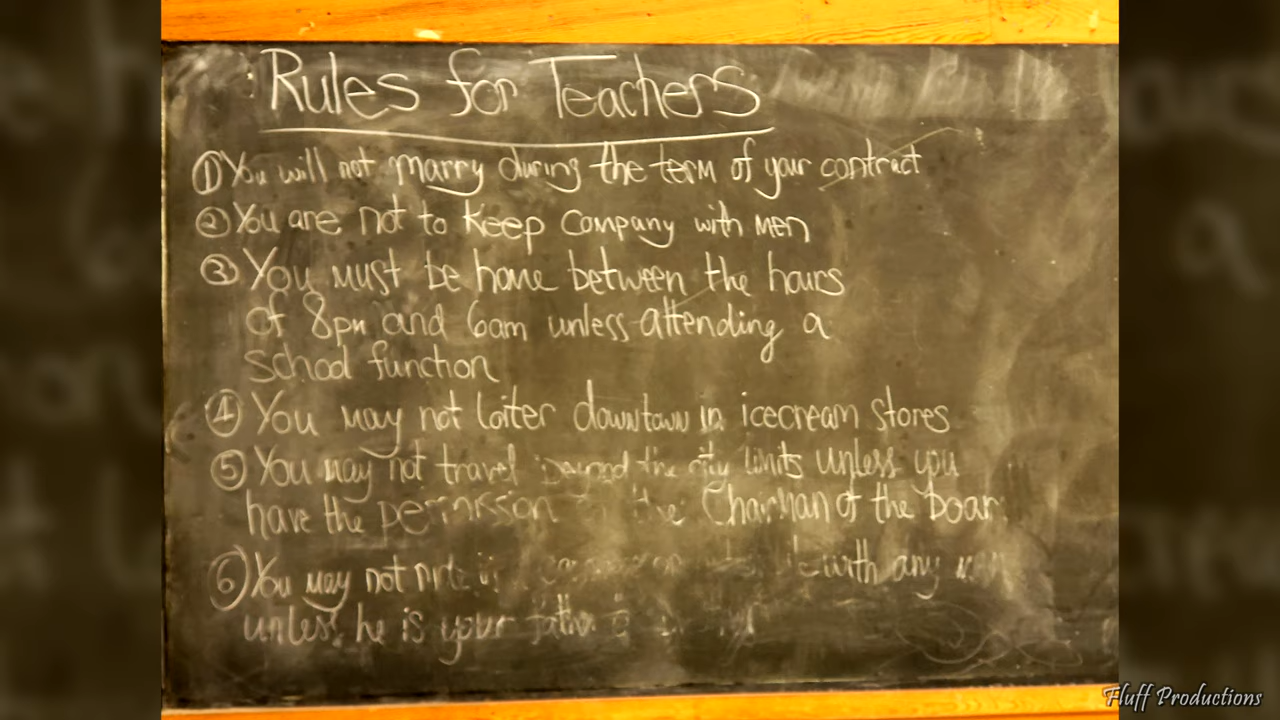 Rules for Teachers
① You will not marry during the term of your contract
② You are not to keep company with men
③ You must be home between the hours
of 8pm and 6am unless attending a
school function
④ You may not loiter downtown in icecream stores
⑤ You may not travel beyond the city limits unless you
have the permission the Chairman of the boar
⑥ You may not with any
unless he is your
Fluff Productions